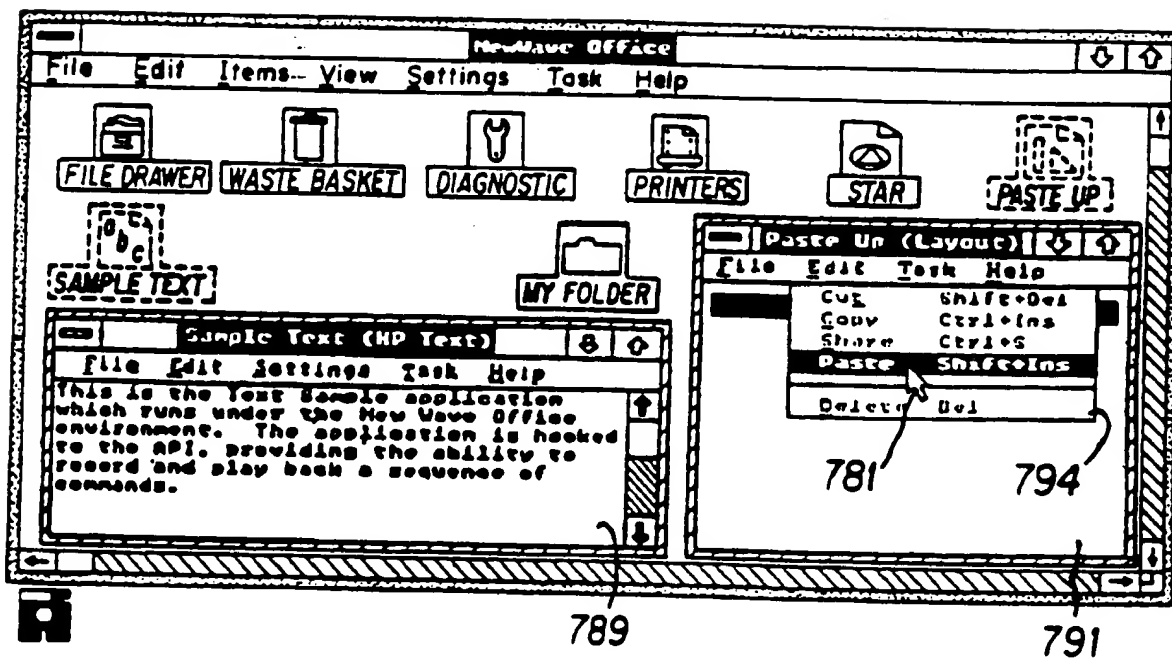 NewWave Office
File Edit Items View Settings Task Help
FILE DRAWER WASTE BASKET DIAGNOSTIC PRINTERS STAR PASTE UP
SAMPLE TEXT MY FOLDER
Paste Up (Layout)
File Edit Task Help
Cut Shift+Del
Copy Ctrl+Ins
Share Ctrl+S
Paste Shift+Ins
Delete Del
abc
Sample Text (HP Text)
File Edit Settings Task Help
This is the Text Sample application
which runs under the New Wave Office
environment. The application is hooked
to the API, providing the ability to
record and play back a sequence of
commands.
781 794
789 791